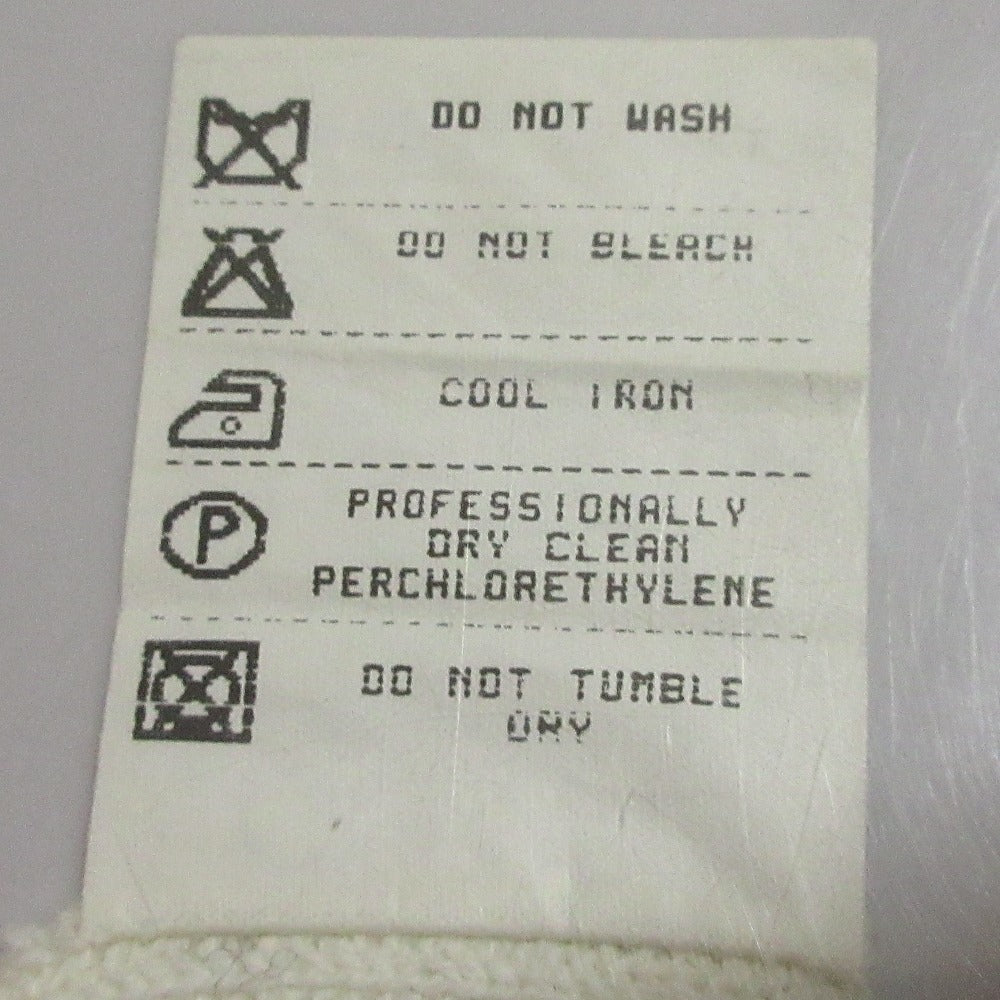 DO NOT WASH
DO NOT BLEACH
COOL IRON
P
PROFESSIONALLY
DRY CLEAN
PERCHLORETHYLENE
DO NOT TUMBLE
DRY